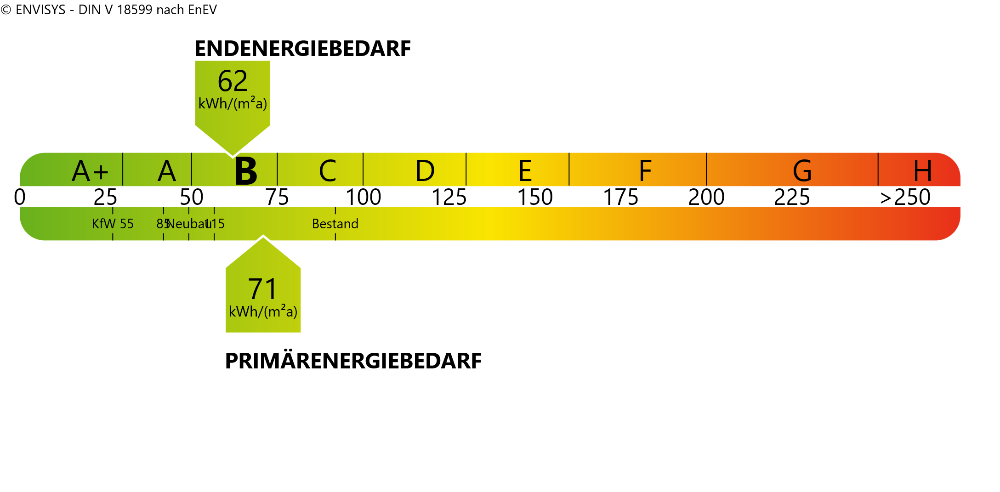 © ENVISYS - DIN V 18599 nach EnEV
ENDENERGIEBEDARF
62
kWh/(m²a)
A+ A B C D E F G H
0 25 50 75 100 125 150 175 200 225 >250
KfW 55 85 Neubau 115 Bestand
71
kWh/(m²a)
PRIMÄRENERGIEBEDARF